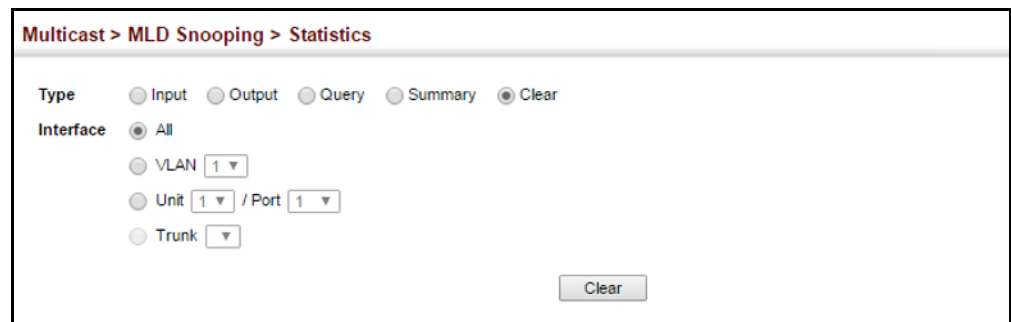 Multicast > MLD Snooping > Statistics
Type Input Output Query Summary Clear
Interface All
VLAN 1
Unit 1 / Port 1
Trunk
Clear